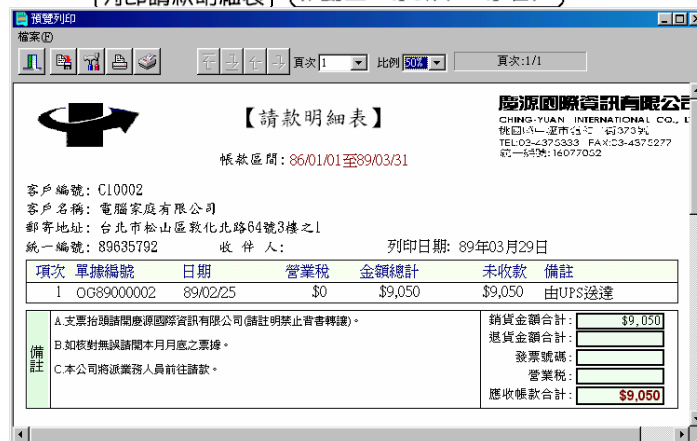 列印請款明細表
預覽列印
檔案(F)
頁次 1 比例 50% 頁次:1/1
慶源國際資訊有限公司
【請款明細表】
CHING-YUAN INTERNATIONAL CO.,
TEL:03-4375333 FAX:03-4375277
統一編號:16077052
帳款區間: 86/01/01至89/03/31
客戶編號: C10002
客戶名稱: 電腦家庭有限公司
郵寄地址: 台北市松山區敦化北路64號3樓之1
統一編號: 89635792 收 件 人: 列印日期: 89年03月29日
項次 單據編號 日期 營業稅 金額總計 未收款 備註
1 OG89000002 89/02/25 $0 $9,050 $9,050 由UPS送達
備註
A.支票抬頭請開慶源國際資訊有限公司(請註明禁止背書轉讓)。
B.如核對無誤請開本月月底之票據。
C.本公司將派業務人員前往請款。
銷貨金額合計: $9,050
退貨金額合計:
發票號碼:
營業稅:
應收帳款合計: $9,050